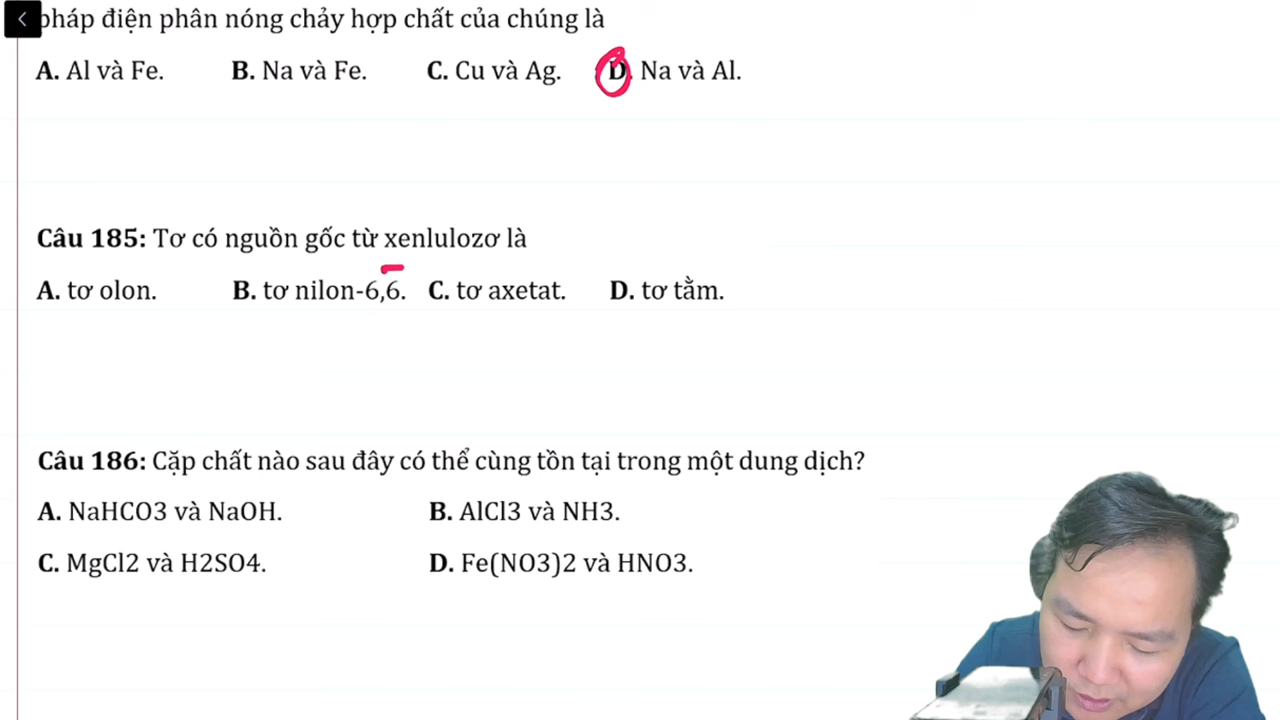 pháp điện phân nóng chảy hợp chất của chúng là
A. Al và Fe. B. Na và Fe. C. Cu và Ag. D. Na và Al.
Câu 185: Tơ có nguồn gốc từ xenlulozơ là
A. tơ olon. B. tơ nilon-6,6. C. tơ axetat. D. tơ tằm.
Câu 186: Cặp chất nào sau đây có thể cùng tồn tại trong một dung dịch?
A. NaHCO3 và NaOH. B. AlCl3 và NH3.
C. MgCl2 và H2SO4. D. Fe(NO3)2 và HNO3.